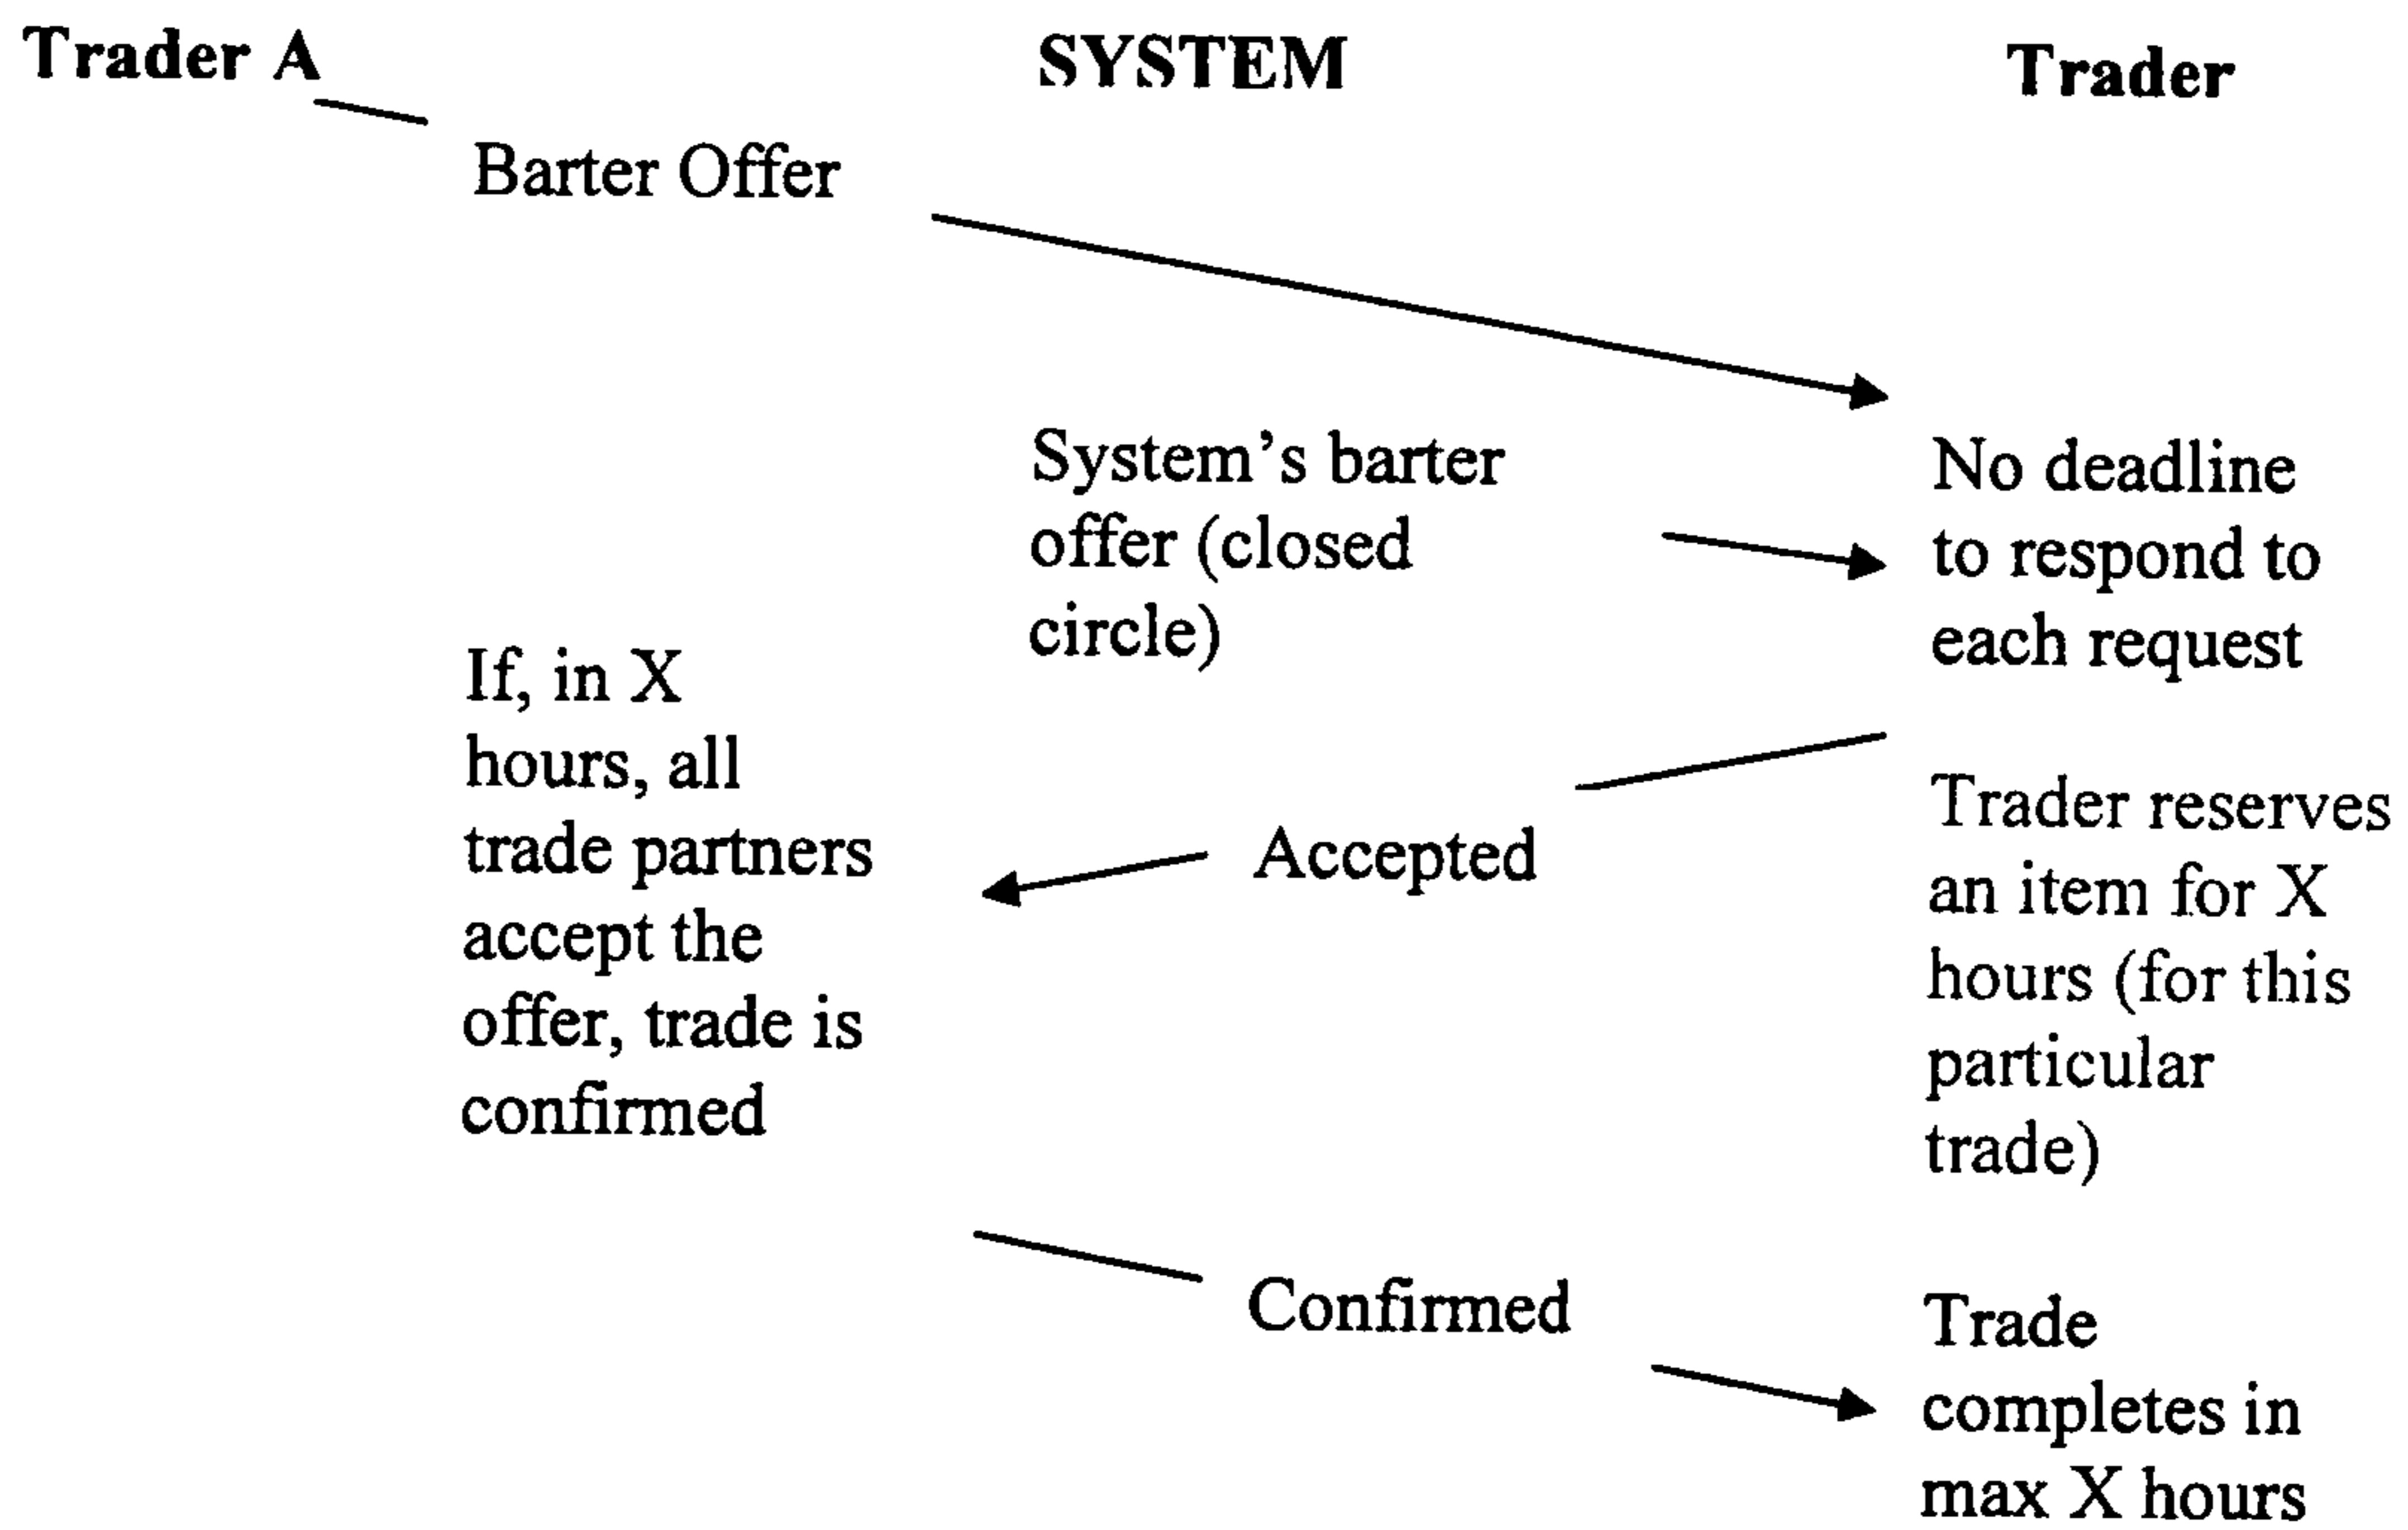 Trader A
SYSTEM
Trader
Barter Offer
System’s barter
offer (closed
circle)
No deadline
to respond to
each request
If, in X
hours, all
trade partners
accept the
offer, trade is
confirmed
Accepted
Trader reserves
an item for X
hours (for this
particular
trade)
Confirmed
Trade
completes in
max X hours